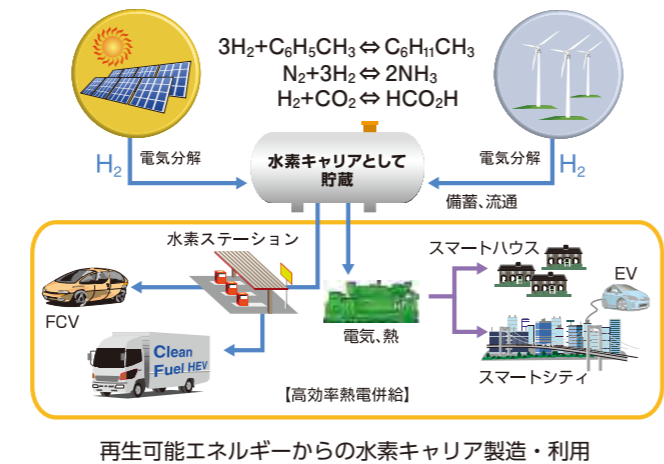 3H₂+C₆H₅CH₃⇔C₆H₁₁CH₃
N₂+3H₂⇔2NH₃
H₂+CO₂⇔HCO₂H
H₂
電気分解
水素キャリアとして
貯蔵
電気分解
H₂
備蓄、流通
水素ステーション
スマートハウス
EV
FCV
電気、熱
Clean
Fuel HEV
スマートシティ
【高効率熱電併給】
再生可能エネルギーからの水素キャリア製造・利用